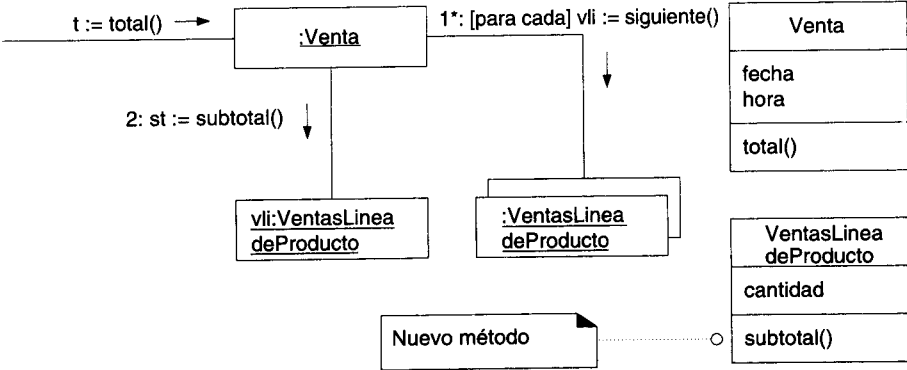 t := total()
:Venta
1*: [para cada] vli := siguiente()
2: st := subtotal()
vli:VentasLinea
deProducto
:VentasLinea
deProducto
Venta
fecha
hora
total()
VentasLinea
deProducto
cantidad
subtotal()
Nuevo método